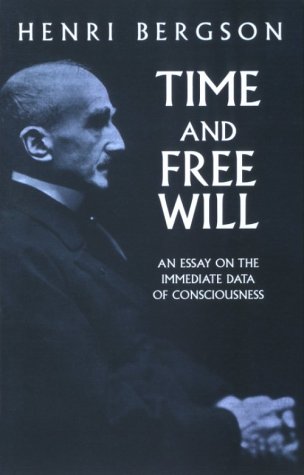 HENRI BERGSON
TIME
AND
FREE
WILL
AN ESSAY ON THE
IMMEDIATE DATA
OF CONSCIOUSNESS